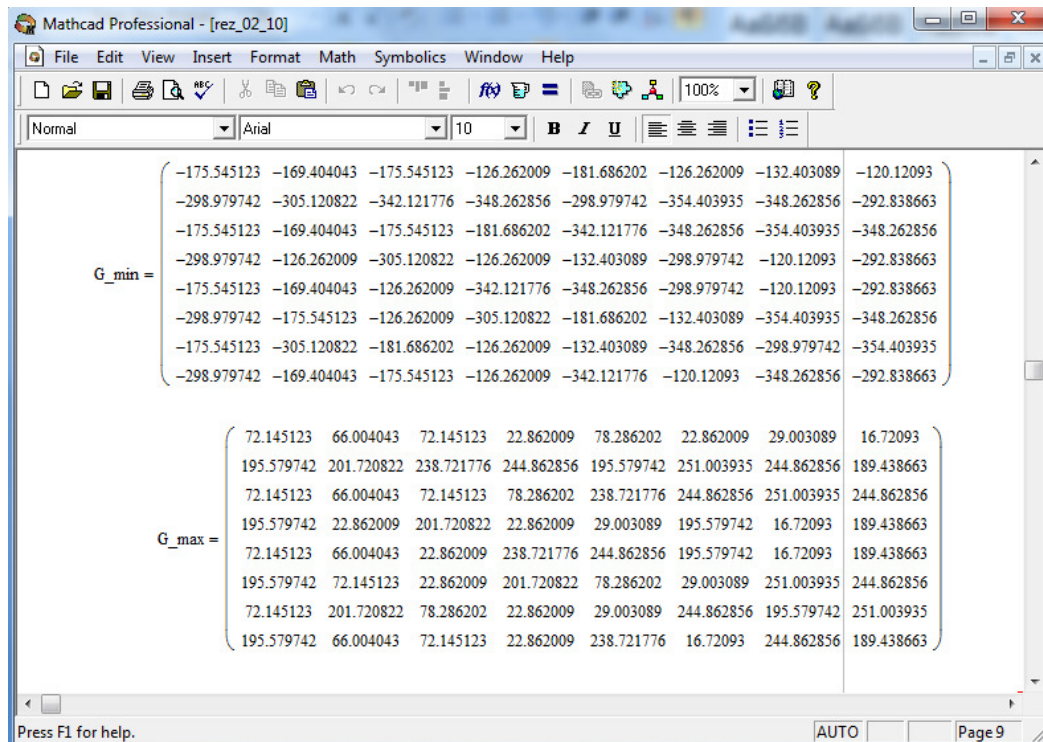 Mathcad Professional - [rez_02_10]
File Edit View Insert Format Math Symbolics Window Help
100%
Normal Arial 10 B I U
−175.545123 −169.404043 −175.545123 −126.262009 −181.686202 −126.262009 −132.403089 −120.12093
−298.979742 −305.120822 −342.121776 −348.262856 −298.979742 −354.403935 −348.262856 −292.838663
−175.545123 −169.404043 −175.545123 −181.686202 −342.121776 −348.262856 −354.403935 −348.262856
G_min = −298.979742 −126.262009 −305.120822 −126.262009 −132.403089 −298.979742 −120.12093 −292.838663
−175.545123 −169.404043 −126.262009 −342.121776 −348.262856 −298.979742 −120.12093 −292.838663
−298.979742 −175.545123 −126.262009 −305.120822 −181.686202 −132.403089 −354.403935 −348.262856
−175.545123 −305.120822 −181.686202 −126.262009 −132.403089 −348.262856 −298.979742 −354.403935
−298.979742 −169.404043 −175.545123 −126.262009 −342.121776 −120.12093 −348.262856 −292.838663
72.145123 66.004043 72.145123 22.862009 78.286202 22.862009 29.003089 16.72093
195.579742 201.720822 238.721776 244.862856 195.579742 251.003935 244.862856 189.438663
72.145123 66.004043 72.145123 78.286202 238.721776 244.862856 251.003935 244.862856
G_max = 195.579742 22.862009 201.720822 22.862009 29.003089 195.579742 16.72093 189.438663
72.145123 66.004043 22.862009 238.721776 244.862856 195.579742 16.72093 189.438663
195.579742 72.145123 22.862009 201.720822 78.286202 29.003089 251.003935 244.862856
72.145123 201.720822 78.286202 22.862009 29.003089 244.862856 195.579742 251.003935
195.579742 66.004043 72.145123 22.862009 238.721776 16.72093 244.862856 189.438663
Press F1 for help. AUTO Page 9